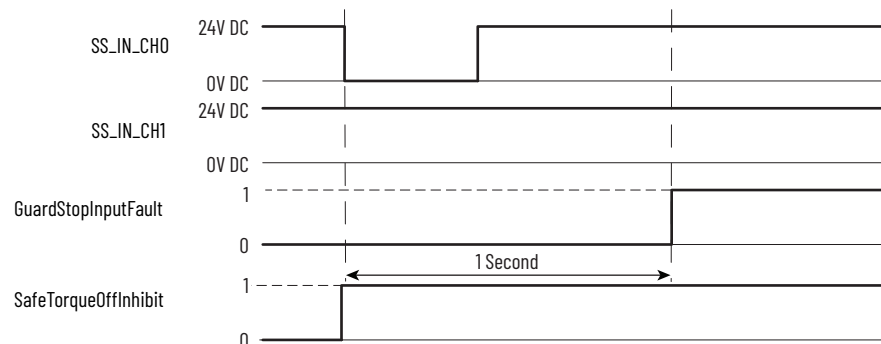 24V DC
SS_IN_CH0
0V DC
24V DC
SS_IN_CH1
0V DC
1
GuardStopInputFault
0
1 Second
1
SafeTorqueOffInhibit
0